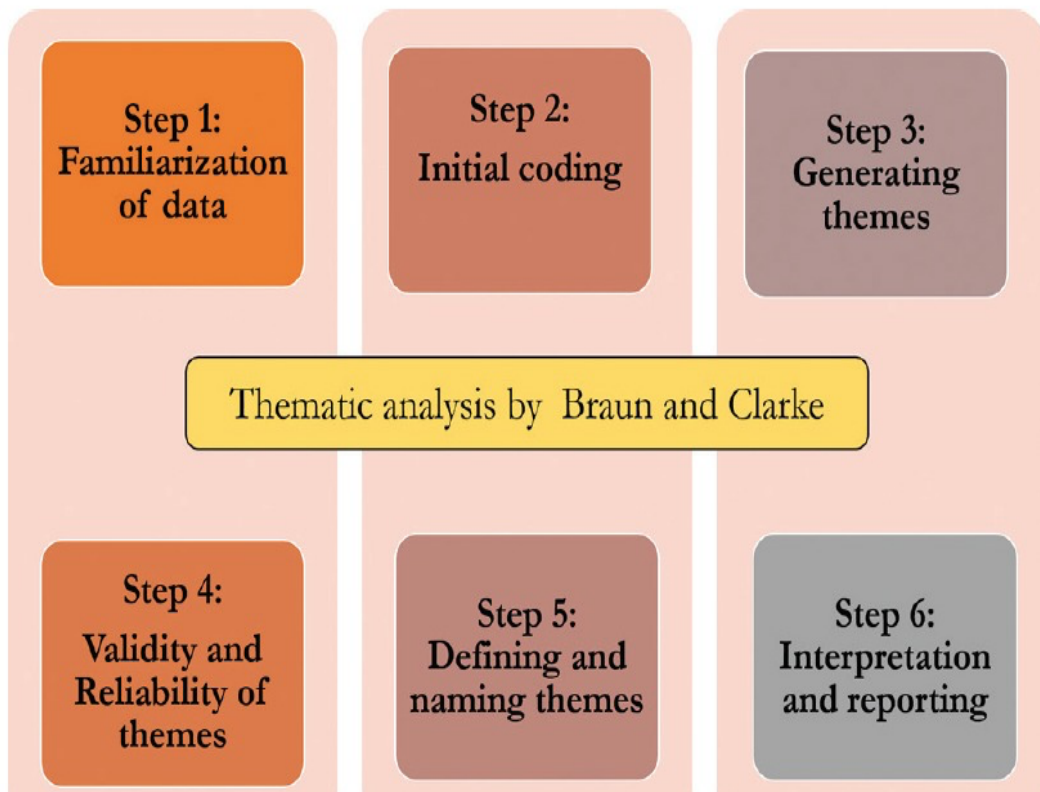 Step 1:
Familiarization
of data
Step 2:
Initial coding
Step 3:
Generating
themes
Thematic analysis by Braun and Clarke
Step 4:
Validity and
Reliability of
themes
Step 5:
Defining and
naming themes
Step 6:
Interpretation
and reporting